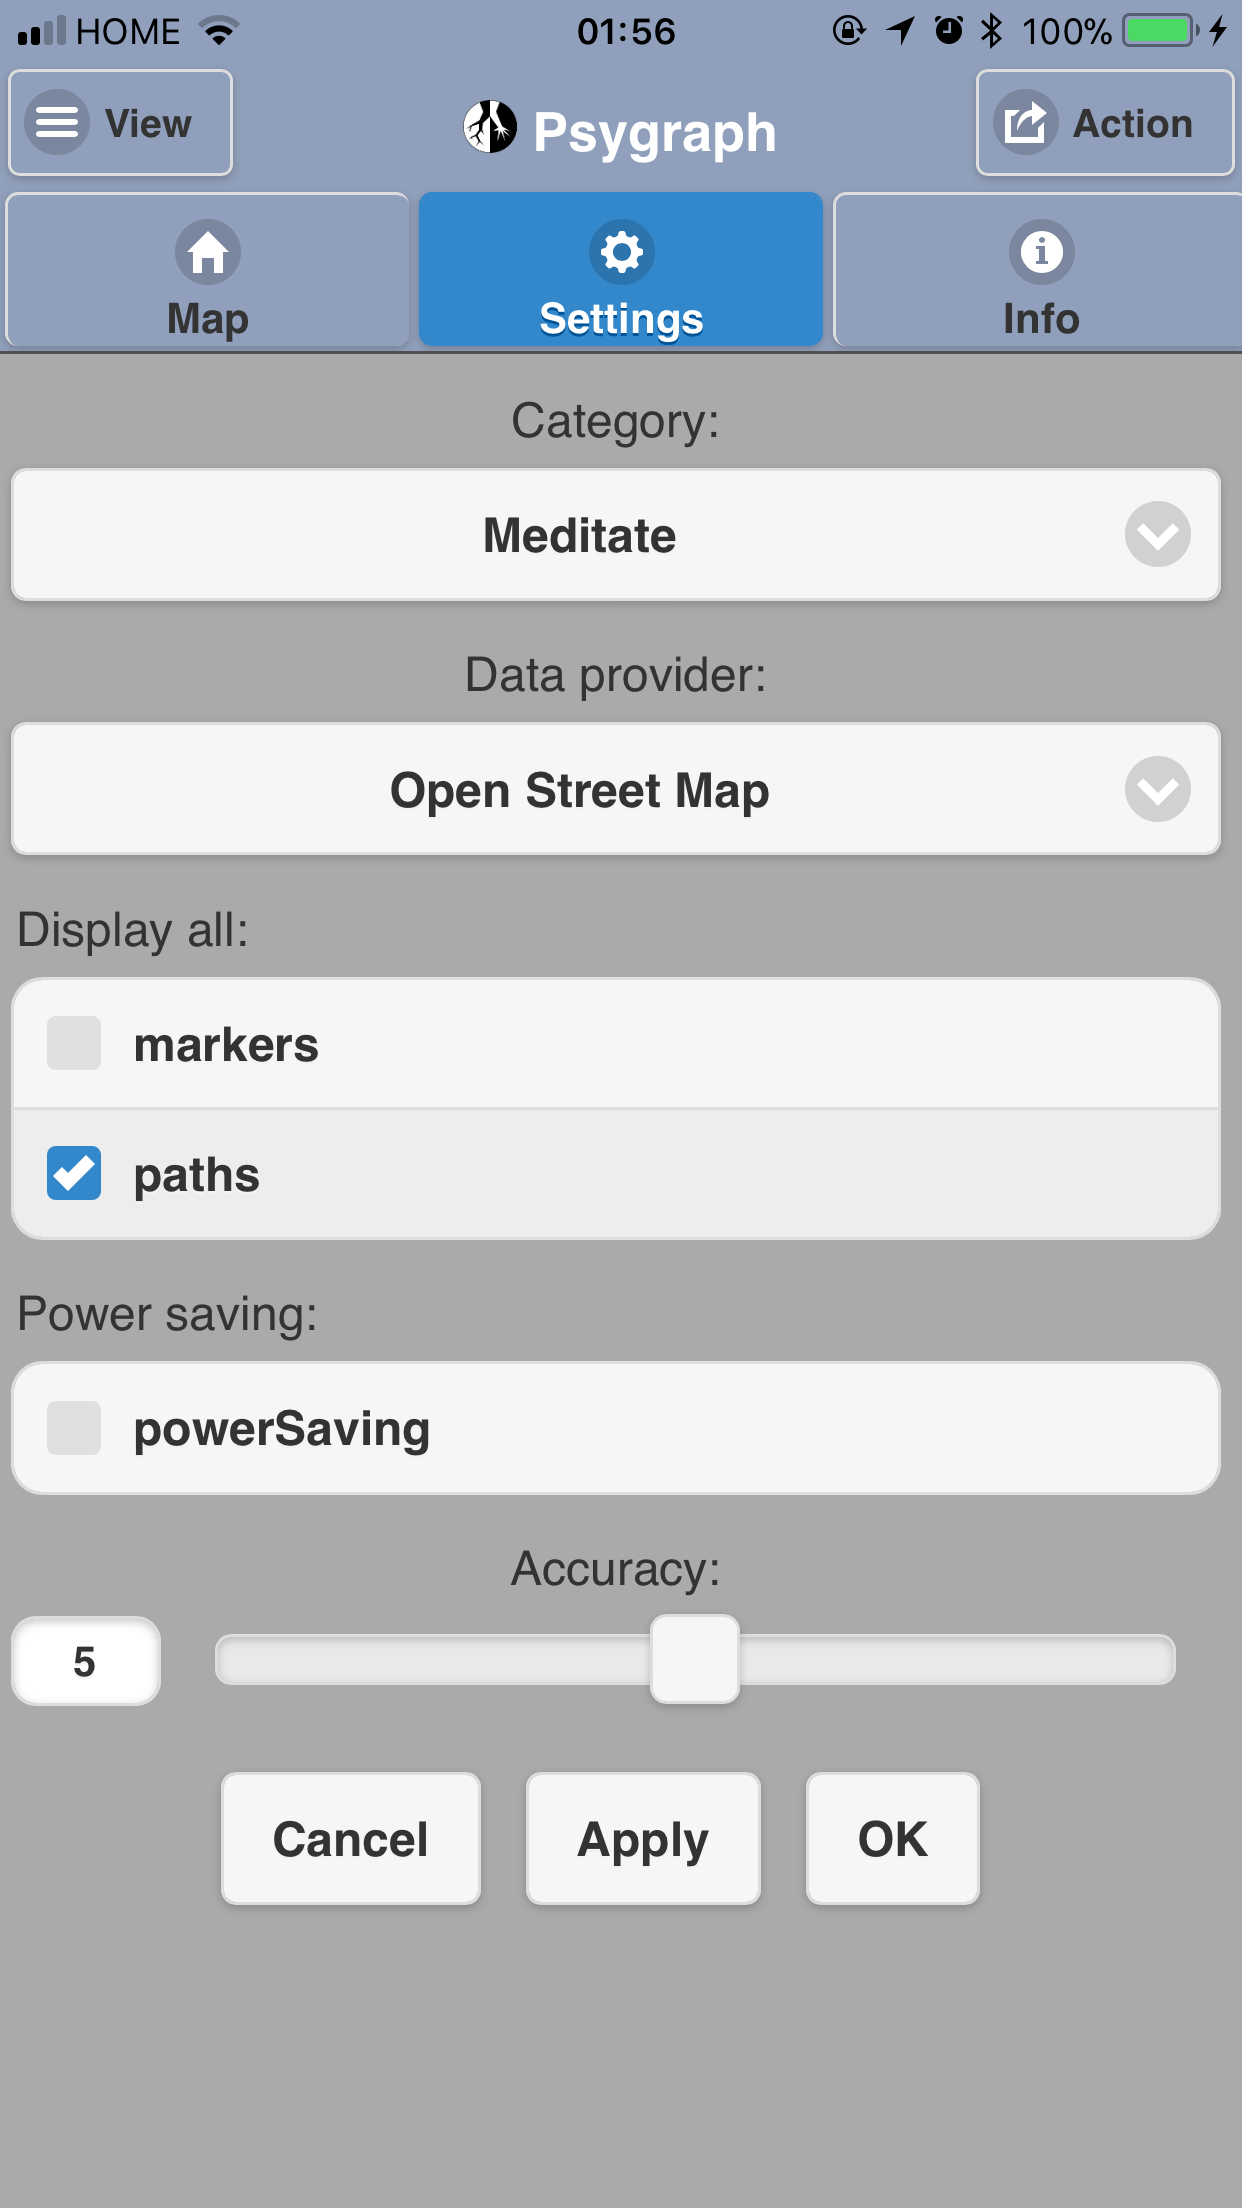 HOME 01:56 100%
View Psygraph Action
Map Settings Info
Category:
Meditate
Data provider:
Open Street Map
Display all:
markers
paths
Power saving:
powerSaving
Accuracy:
5
Cancel Apply OK